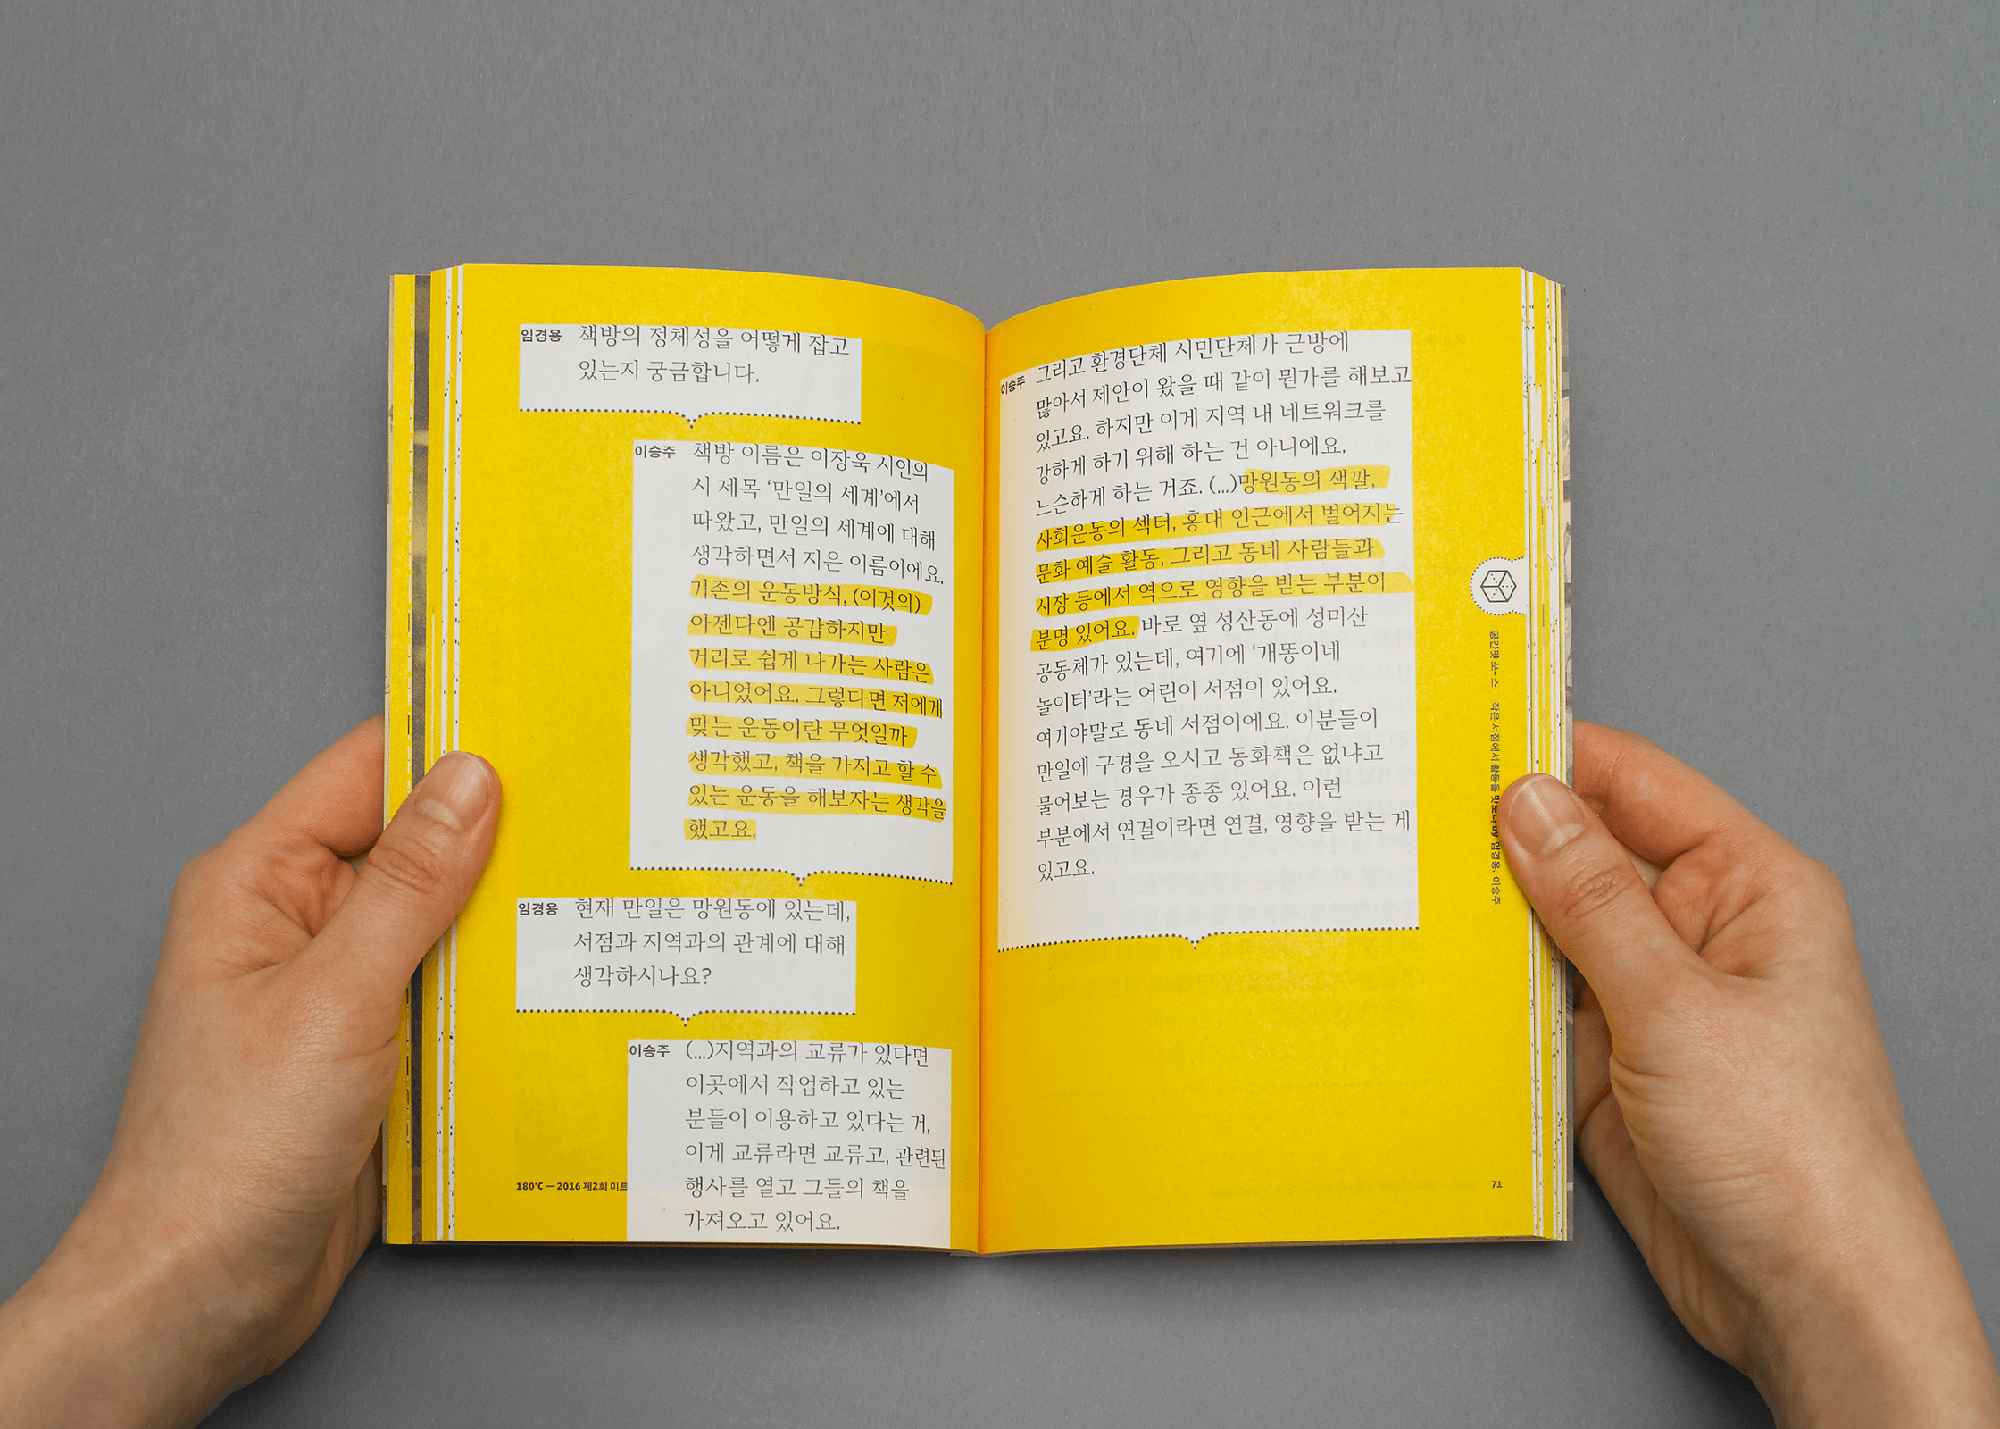 임경용 책방의 정체성을 어떻게 잡고
있는지 궁금합니다.
이승주 책방 이름은 이장욱 시인의
시 제목 ‘만일의 세계’에서
따왔고, 만일의 세계에 대해
생각하면서 지은 이름이에요.
기존의 운동방식, (이것의)
아젠다엔 공감하지만
거리로 쉽게 나가는 사람은
아니었어요. 그렇다면 저에게
맞는 운동이란 무엇일까
생각했고, 책을 가지고 할 수
있는 운동을 해보자는 생각을
했고요.
임경용 현재 만일은 망원동에 있는데,
서점과 지역과의 관계에 대해
생각하시나요?
이승주 (...)지역과의 교류가 있다면
이곳에서 작업하고 있는
분들이 이용하고 있다는 거,
이게 교류라면 교류고, 관련된
행사를 열고 그들의 책을
가져오고 있어요.
180℃ — 2016 제2회 미트
이승주 그리고 환경단체 시민단체가 근방에
많아서 제안이 왔을 때 같이 뭔가를 해보고
있고요. 하지만 이게 지역 내 네트워크를
강하게 하기 위해 하는 건 아니에요.
느슨하게 하는 거죠. (...)망원동의 색깔,
사회운동의 섹터, 홍대 인근에서 벌어지는
문화 예술 활동, 그리고 동네 사람들과
시장 등에서 역으로 영향을 받는 부분이
분명 있어요. 바로 옆 성산동에 성미산
공동체가 있는데, 여기에 ‘개똥이네
놀이터’라는 어린이 서점이 있어요.
여기야말로 동네 서점이에요. 이분들이
만일에 구경을 오시고 동화책은 없냐고
물어보는 경우가 종종 있어요. 이런
부분에서 연결이라면 연결, 영향을 받는 게
있고요.
작은 서점에서 활동을 맛보다 by 임경용, 이승주
71